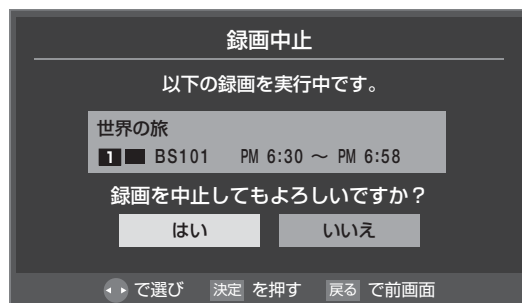 録画中止
以下の録画を実行中です。
世界の旅
1 BS101 PM 6:30 ～ PM 6:58
録画を中止してもよろしいですか？
はい いいえ
で選び 決定 を押す 戻る で前画面